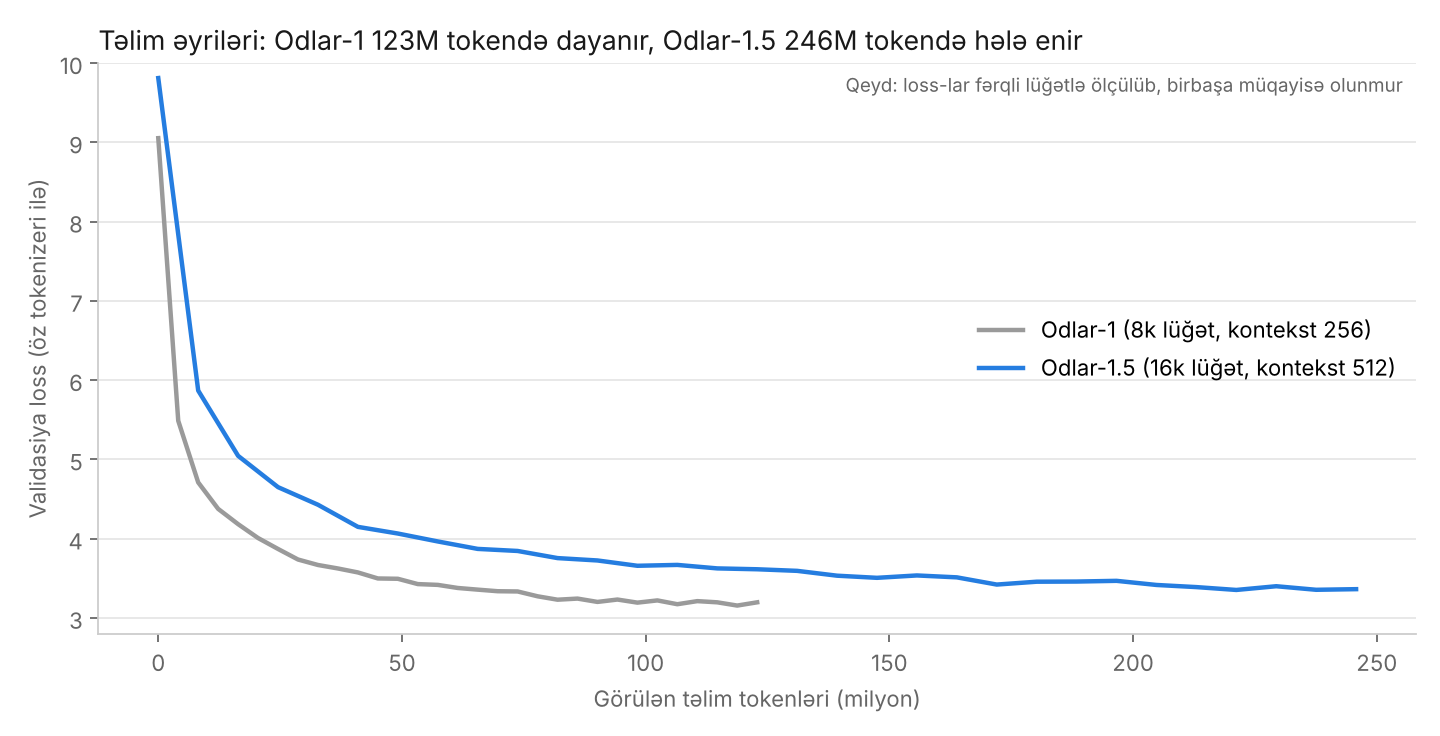 Təlim əyriləri: Odlar-1 123M tokendə dayanır, Odlar-1.5 246M tokendə hələ enir
Qeyd: loss-lar fərqli lüğətlə ölçülüb, birbaşa müqayisə olunmur
Validasiya loss (öz tokenizeri ilə)
10
9
8
7
6
5
4
3
Odlar-1 (8k lüğət, kontekst 256)
Odlar-1.5 (16k lüğət, kontekst 512)
0 50 100 150 200 250
Görülən təlim tokenləri (milyon)